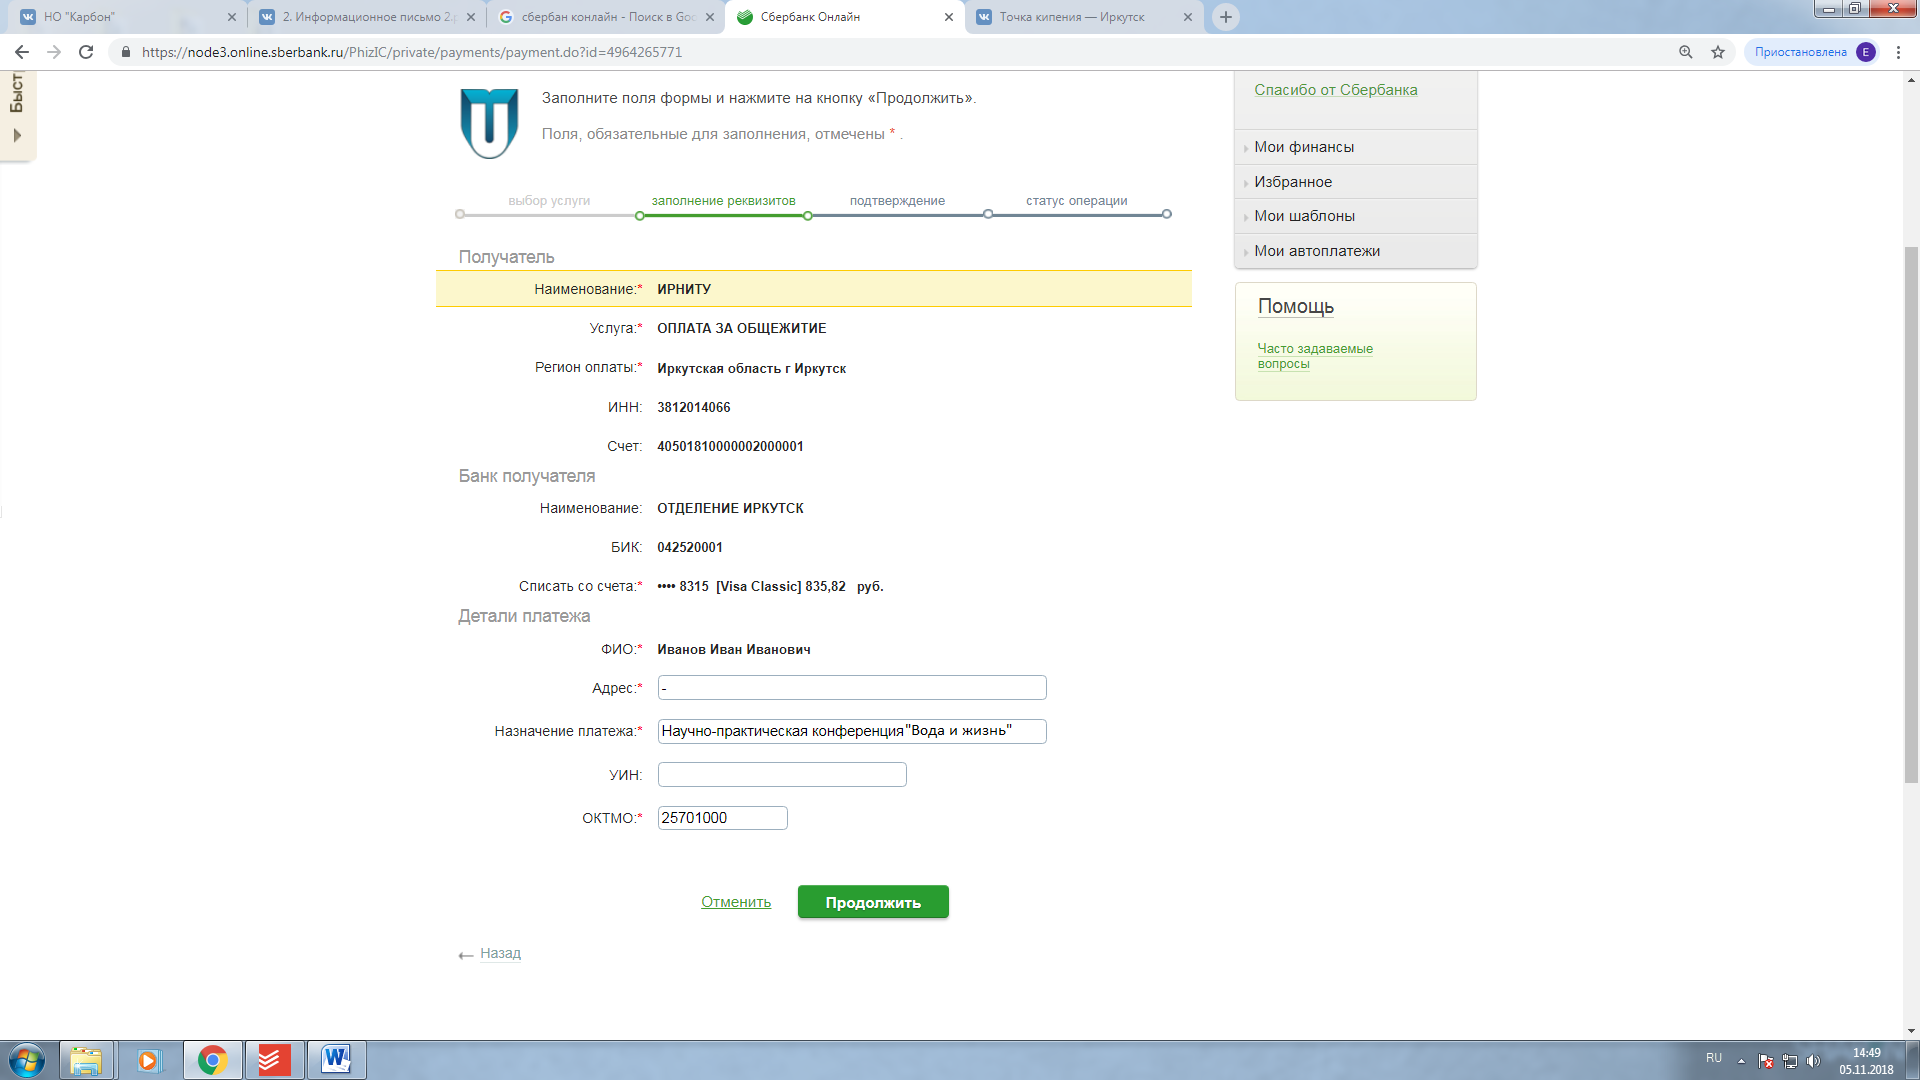 НО "Карбон"
2. Информационное письмо 2.
сбербан конлайн - Поиск в Goo
Сбербанк Онлайн
Точка кипения — Иркутск
https://node3.online.sberbank.ru/PhizIC/private/payments/payment.do?id=4964265771
Приостановлена
E
Быст
Заполните поля формы и нажмите на кнопку «Продолжить».
Поля, обязательные для заполнения, отмечены * .
выбор услуги
заполнение реквизитов
подтверждение
статус операции
Получатель
Наименование:* ИРНИТУ
Услуга:* ОПЛАТА ЗА ОБЩЕЖИТИЕ
Регион оплаты:* Иркутская область г Иркутск
ИНН: 3812014066
Счет: 40501810000002000001
Банк получателя
Наименование: ОТДЕЛЕНИЕ ИРКУТСК
БИК: 042520001
Списать со счета:* •••• 8315 [Visa Classic] 835,82 руб.
Детали платежа
ФИО:* Иванов Иван Иванович
Адрес:* -
Назначение платежа:* Научно-практическая конференция"Вода и жизнь"
УИН:
ОКТМО:* 25701000
Отменить
Продолжить
← Назад
Спасибо от Сбербанка
Мои финансы
Избранное
Мои шаблоны
Мои автоплатежи
Помощь
Часто задаваемые
вопросы
RU
14:49
05.11.2018